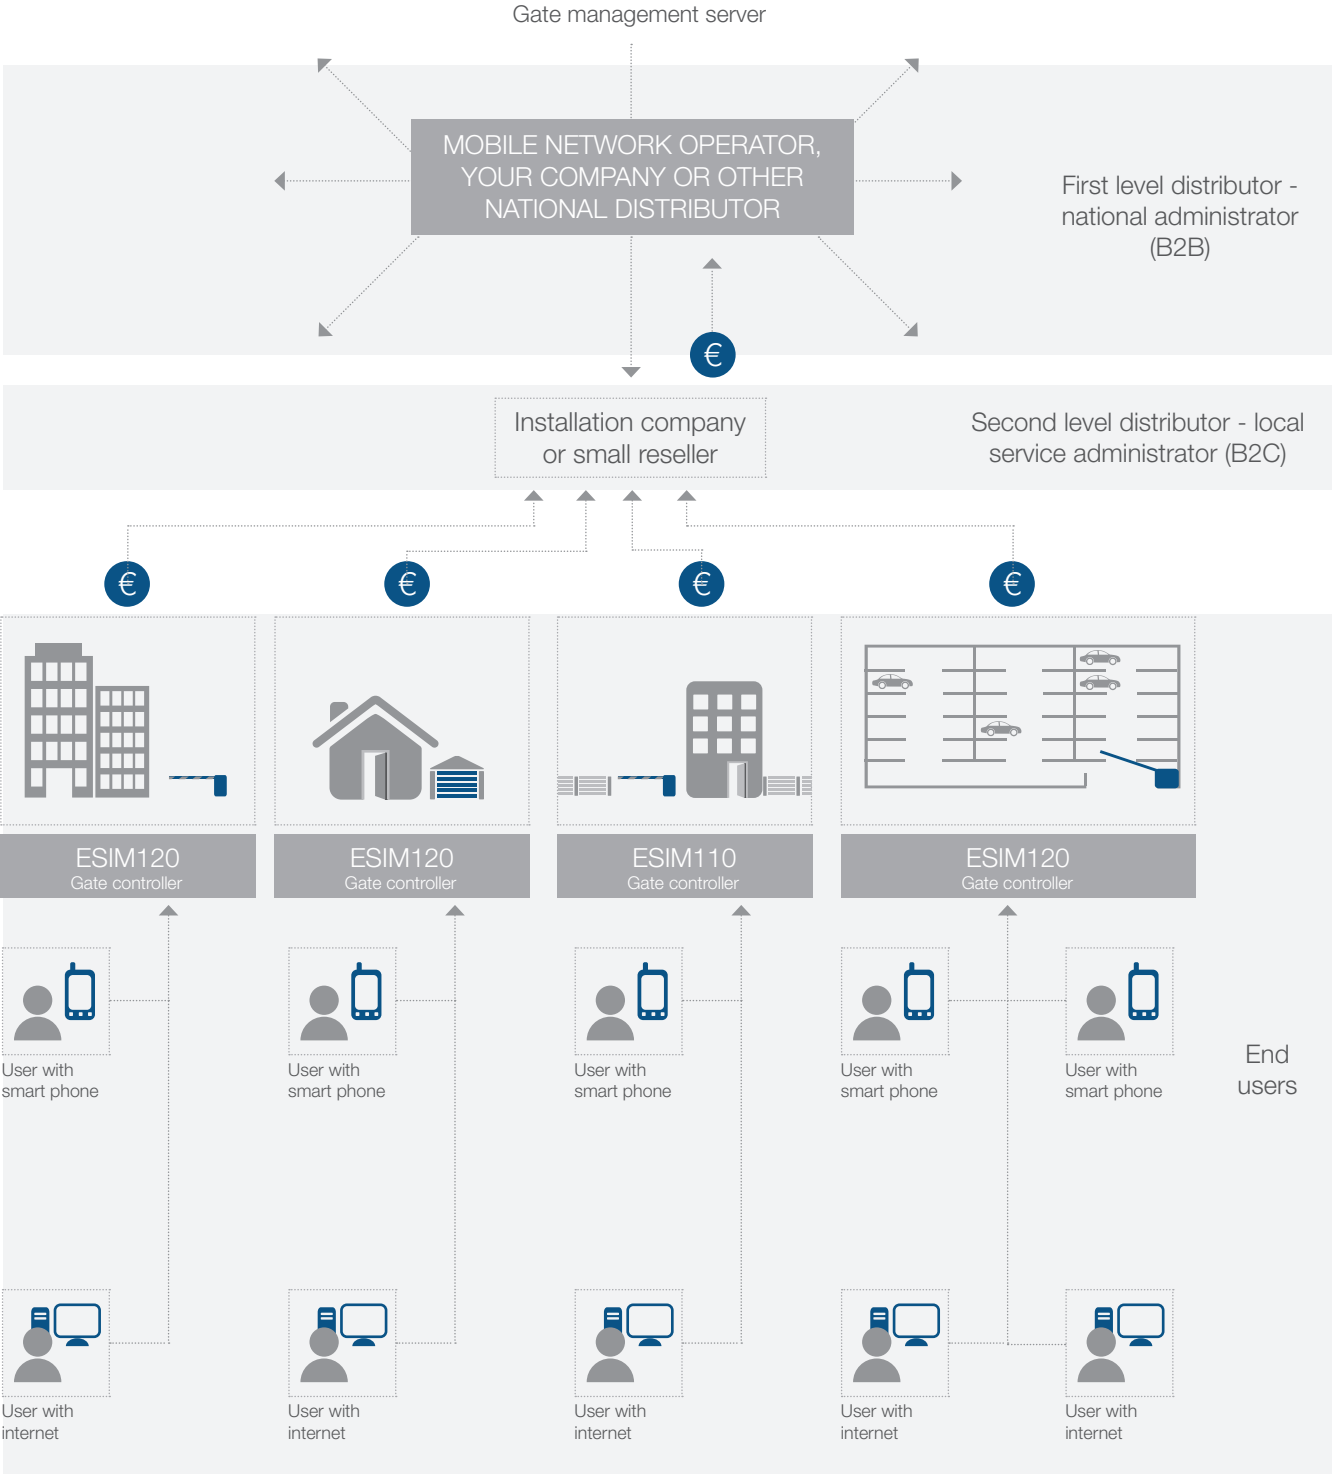 Gate management server
MOBILE NETWORK OPERATOR,
YOUR COMPANY OR OTHER
NATIONAL DISTRIBUTOR
First level distributor -
national administrator
(B2B)
€
Installation company
or small reseller
Second level distributor - local
service administrator (B2C)
€
€
€
€
ESIM120
Gate controller
ESIM120
Gate controller
ESIM110
Gate controller
ESIM120
Gate controller
User with
smart phone
User with
smart phone
User with
smart phone
User with
smart phone
User with
smart phone
End
users
User with
internet
User with
internet
User with
internet
User with
internet
User with
internet